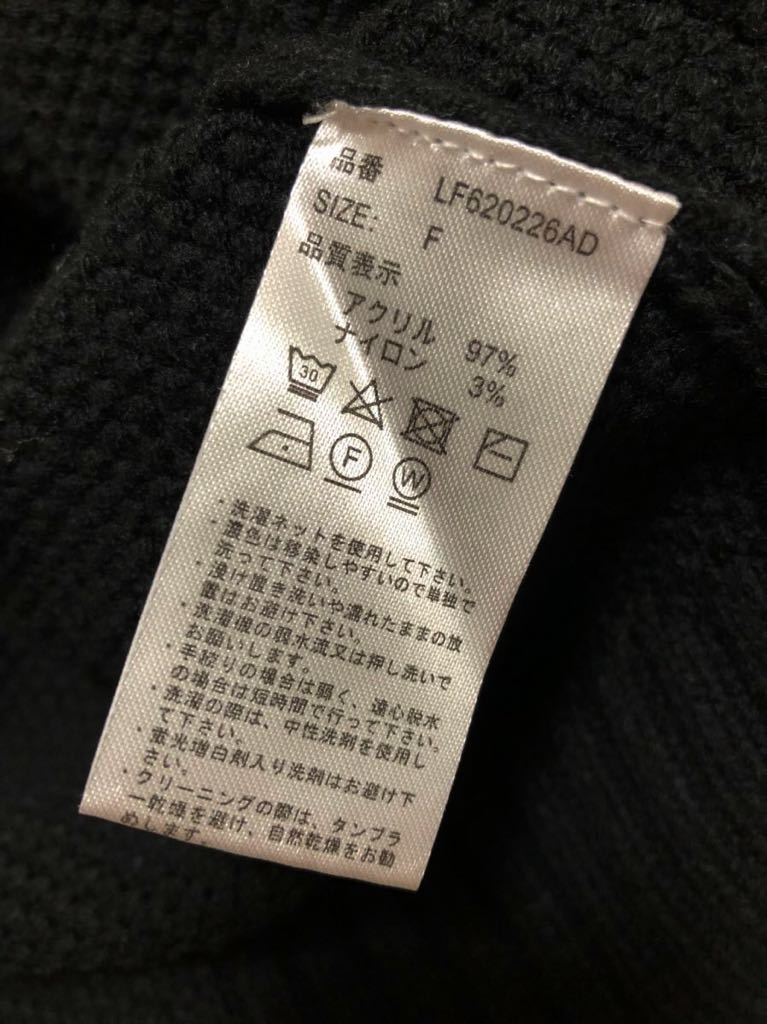 品番 LF620226AD
SIZE: F
品質表示
アクリル 97%
ナイロン 3%
30
F W
・洗濯ネットを使用して下さい。
・濃色は移染しやすいので単独で
洗って下さい。
・浸け置き洗いや濡れたままの放
置はお避け下さい。
・洗濯機の弱水流又は押し洗いで
お願いします。
・手絞りの場合は弱く、遠心脱水
の場合は短時間で行って下さい。
・洗濯の際は、中性洗剤を使用し
て下さい。
・蛍光増白剤入り洗剤はお避け下
さい。
・クリーニングの際は、タンブラ
ー乾燥を避け、自然乾燥をお勧
めします。